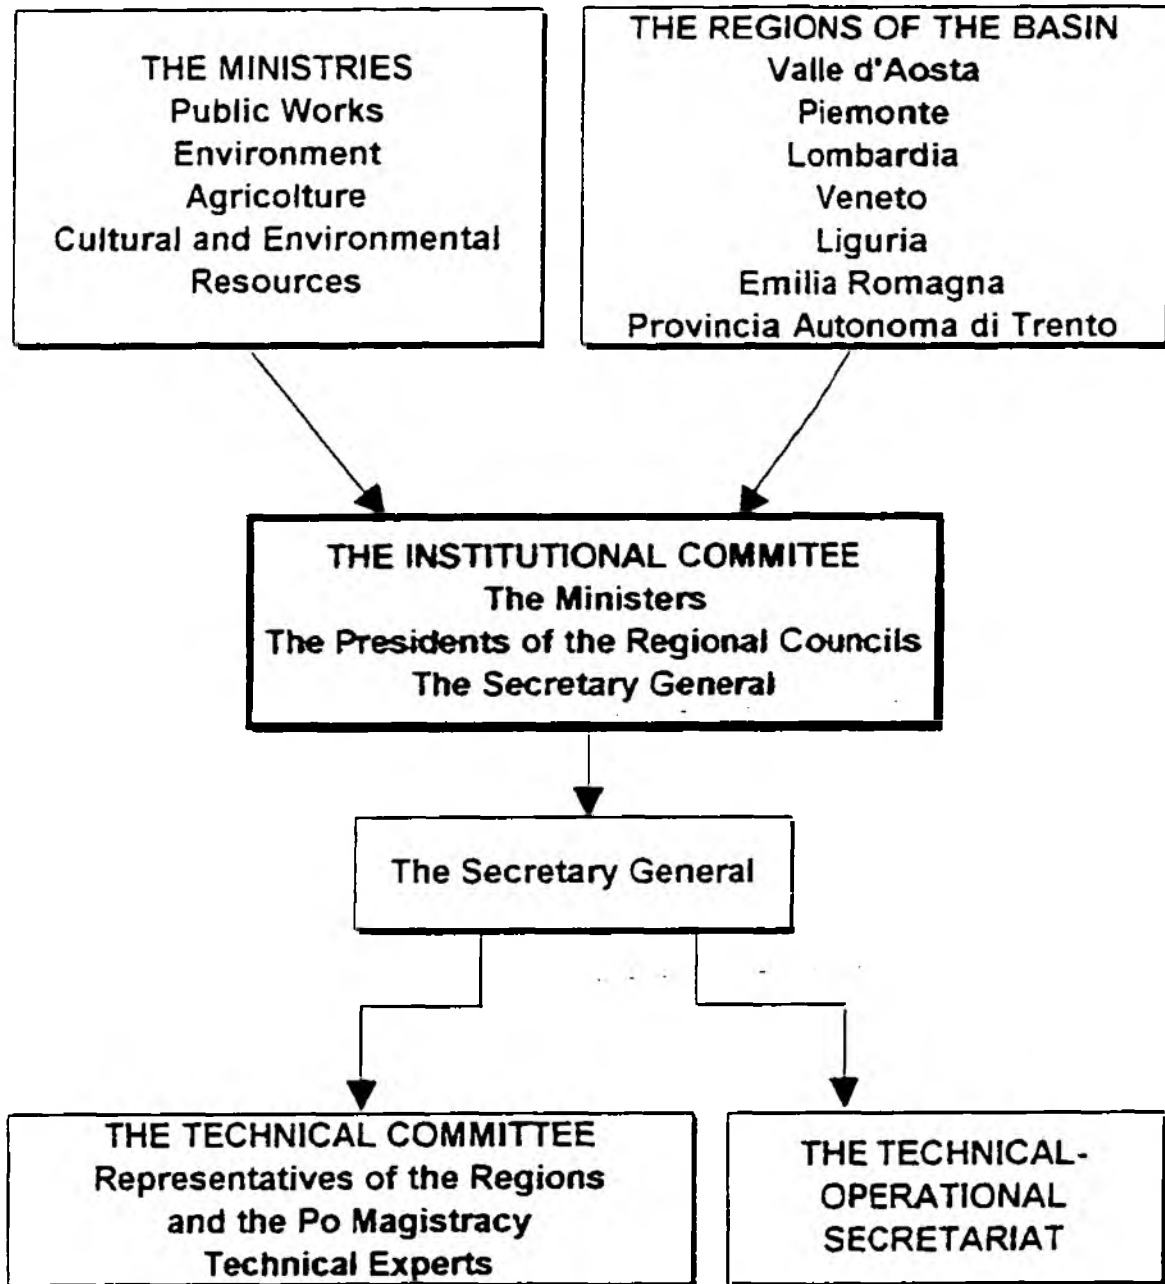 THE MINISTRIES
Public Works
Environment
Agricolture
Cultural and Environmental
Resources
THE REGIONS OF THE BASIN
Valle d'Aosta
Piemonte
Lombardia
Veneto
Liguria
Emilia Romagna
Provincia Autonoma di Trento
THE INSTITUTIONAL COMMITEE
The Ministers
The Presidents of the Regional Councils
The Secretary General
The Secretary General
THE TECHNICAL COMMITTEE
Representatives of the Regions
and the Po Magistracy
Technical Experts
THE TECHNICAL-
OPERATIONAL
SECRETARIAT